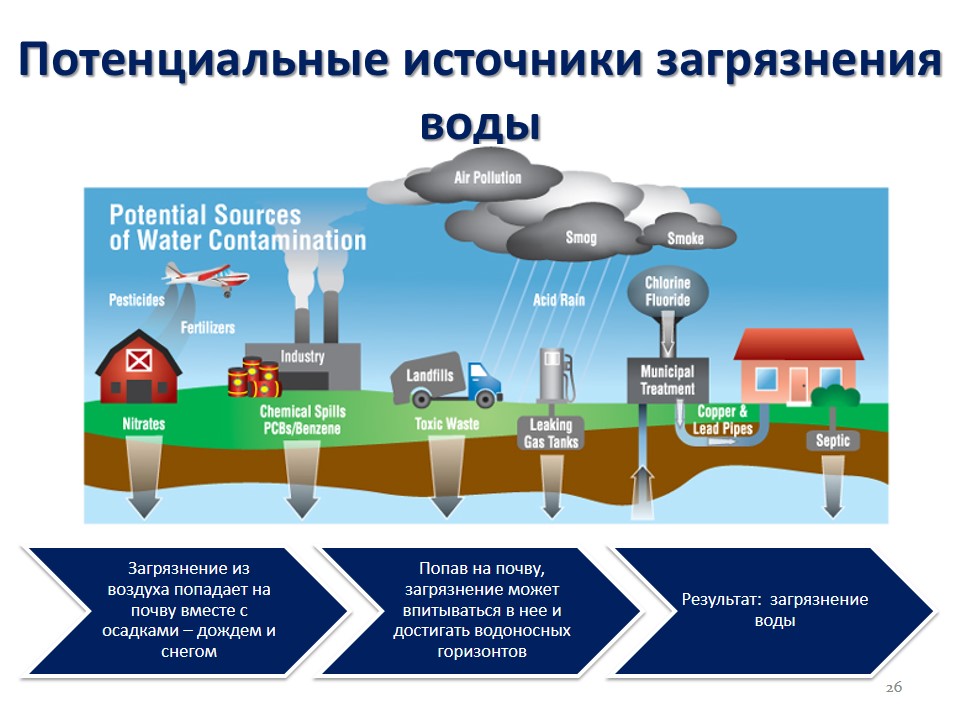 Потенциальные источники загрязнения
воды
Air Pollution
Potential Sources
of Water Contamination
Smog
Smoke
Pesticides
Fertilizers
Acid Rain
Chlorine
Fluoride
Industry
Landfills
Municipal
Treatment
Nitrates
Chemical Spills
PCBs/Benzene
Toxic Waste
Leaking
Gas Tanks
Copper &
Lead Pipes
Septic
Загрязнение из
воздуха попадает на
почву вместе с
осадками – дождем и
снегом
Попав на почву,
загрязнение может
впитываться в нее и
достигать водоносных
горизонтов
Результат: загрязнение
воды
26